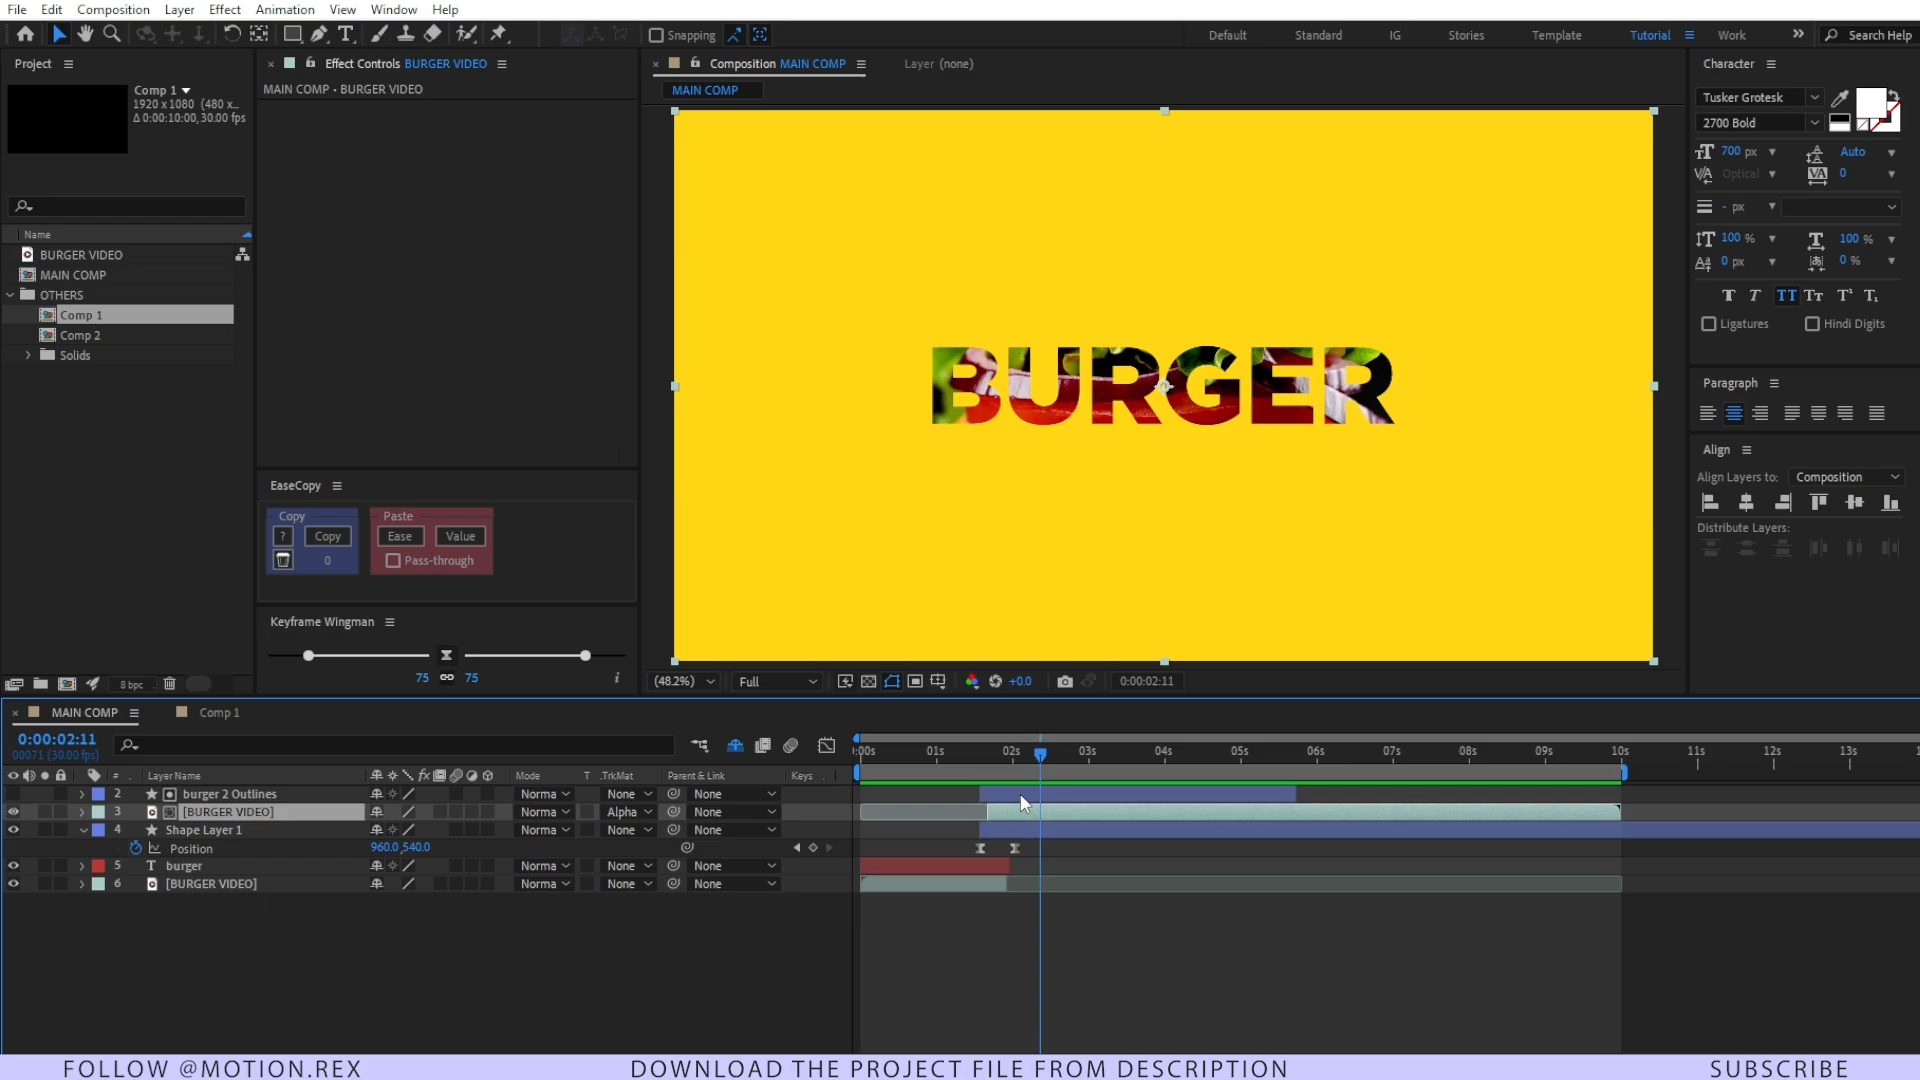 File Edit Composition Layer Effect Animation View Window Help
Snapping Default Standard IG Stories Template Tutorial Work Search Help
Project
Comp 1
1920 x 1080 (480 x...
Δ 0:00:10:00, 30.00 fps
Name
BURGER VIDEO
MAIN COMP
OTHERS
Comp 1
Comp 2
Solids
8 bpc
Effect Controls BURGER VIDEO
MAIN COMP • BURGER VIDEO
EaseCopy
Copy Paste
? Copy Ease Value
0 Pass-through
Keyframe Wingman
75 75
Composition MAIN COMP Layer (none)
MAIN COMP
BURGER
(48.2%) Full +0.0 0:00:02:11
Character
Tusker Grotesk
2700 Bold
700 px Auto
Optical 0
- px
100 % 100 %
0 px 0 %
Ligatures Hindi Digits
Paragraph
Align
Align Layers to: Composition
Distribute Layers:
MAIN COMP Comp 1
0:00:02:11
00071 (30.00 fps)
:00s 01s 02s 03s 04s 05s 06s 07s 08s 09s 10s 11s 12s 13s
# Layer Name Mode T .TrkMat Parent & Link Keys
2 burger 2 Outlines Norma None None
3 [BURGER VIDEO] Norma Alpha None
4 Shape Layer 1 Norma None None
Position 960.0,540.0
5 T burger Norma None None
6 [BURGER VIDEO] Norma None None
FOLLOW @MOTION.REX DOWNLOAD THE PROJECT FILE FROM DESCRIPTION SUBSCRIBE